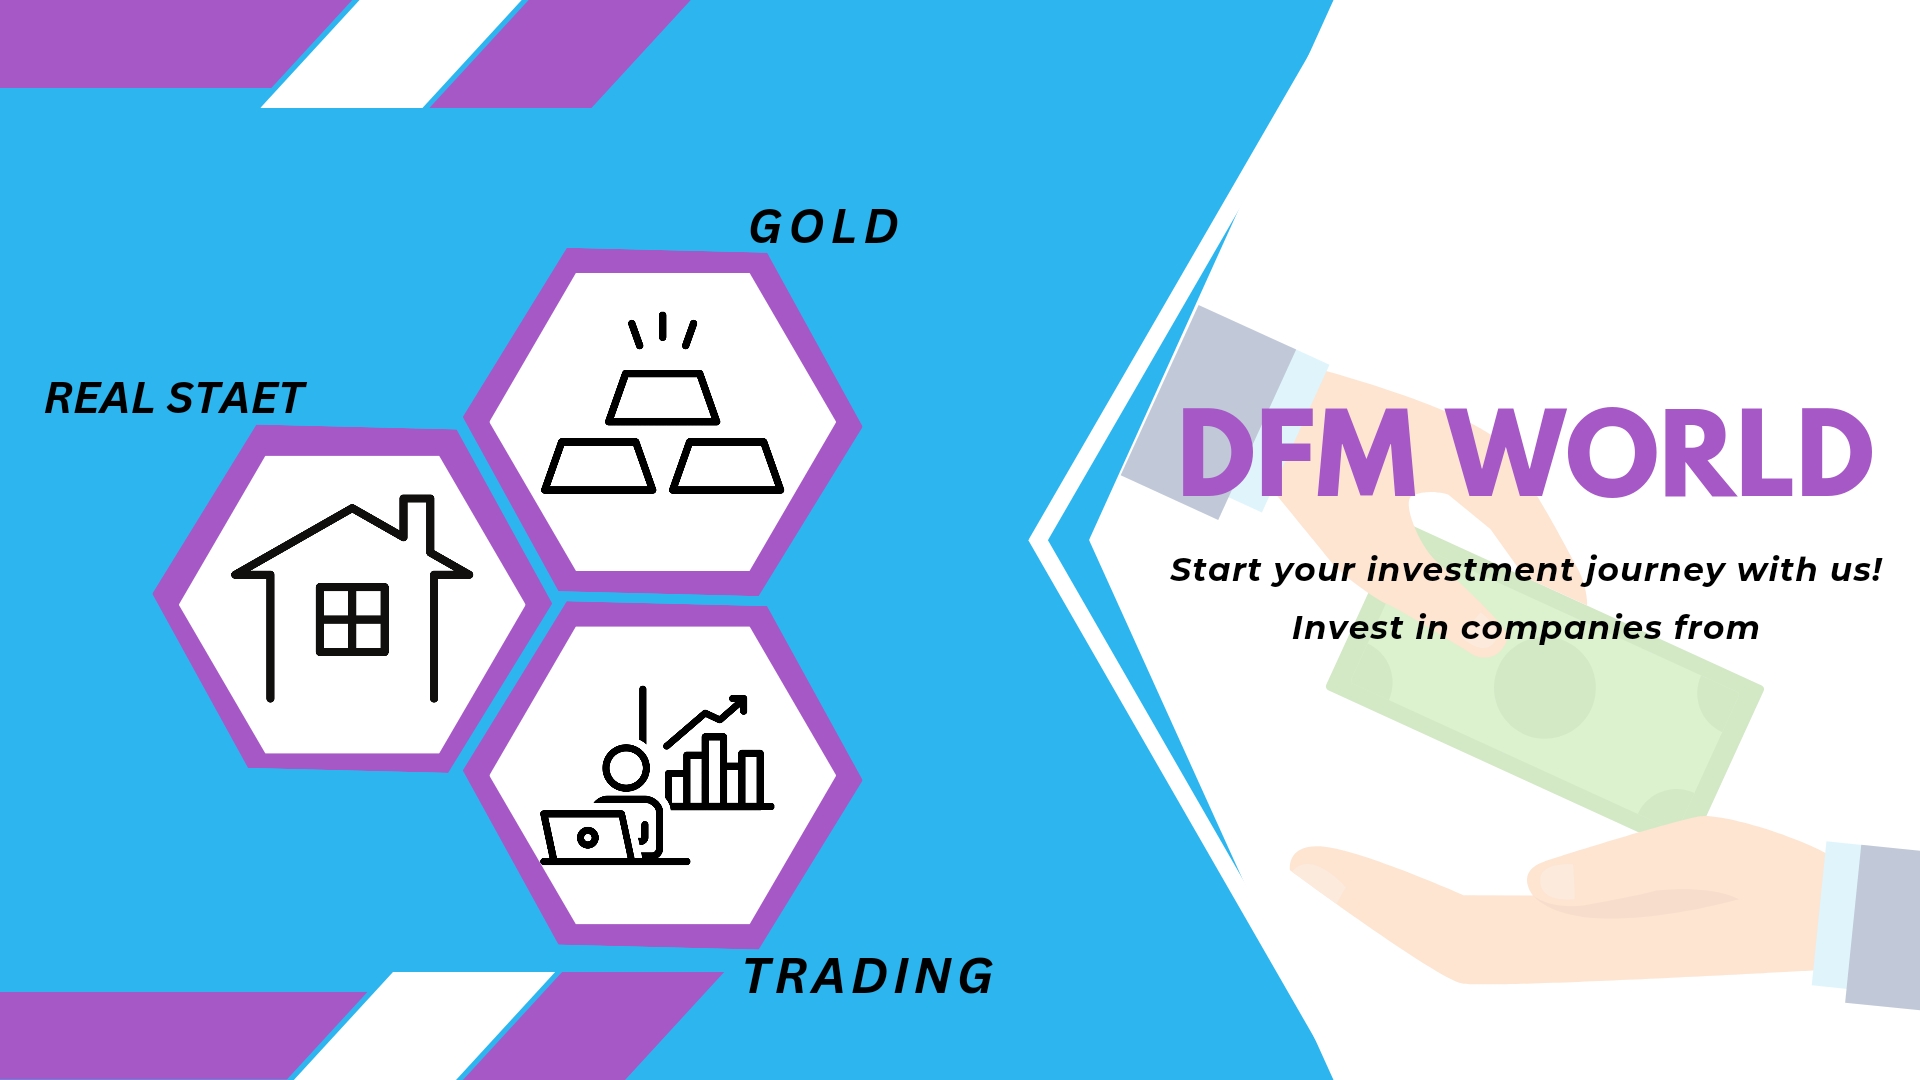 GOLD
REAL STAET
DFM WORLD
Start your investment journey with us!
Invest in companies from
TRADING